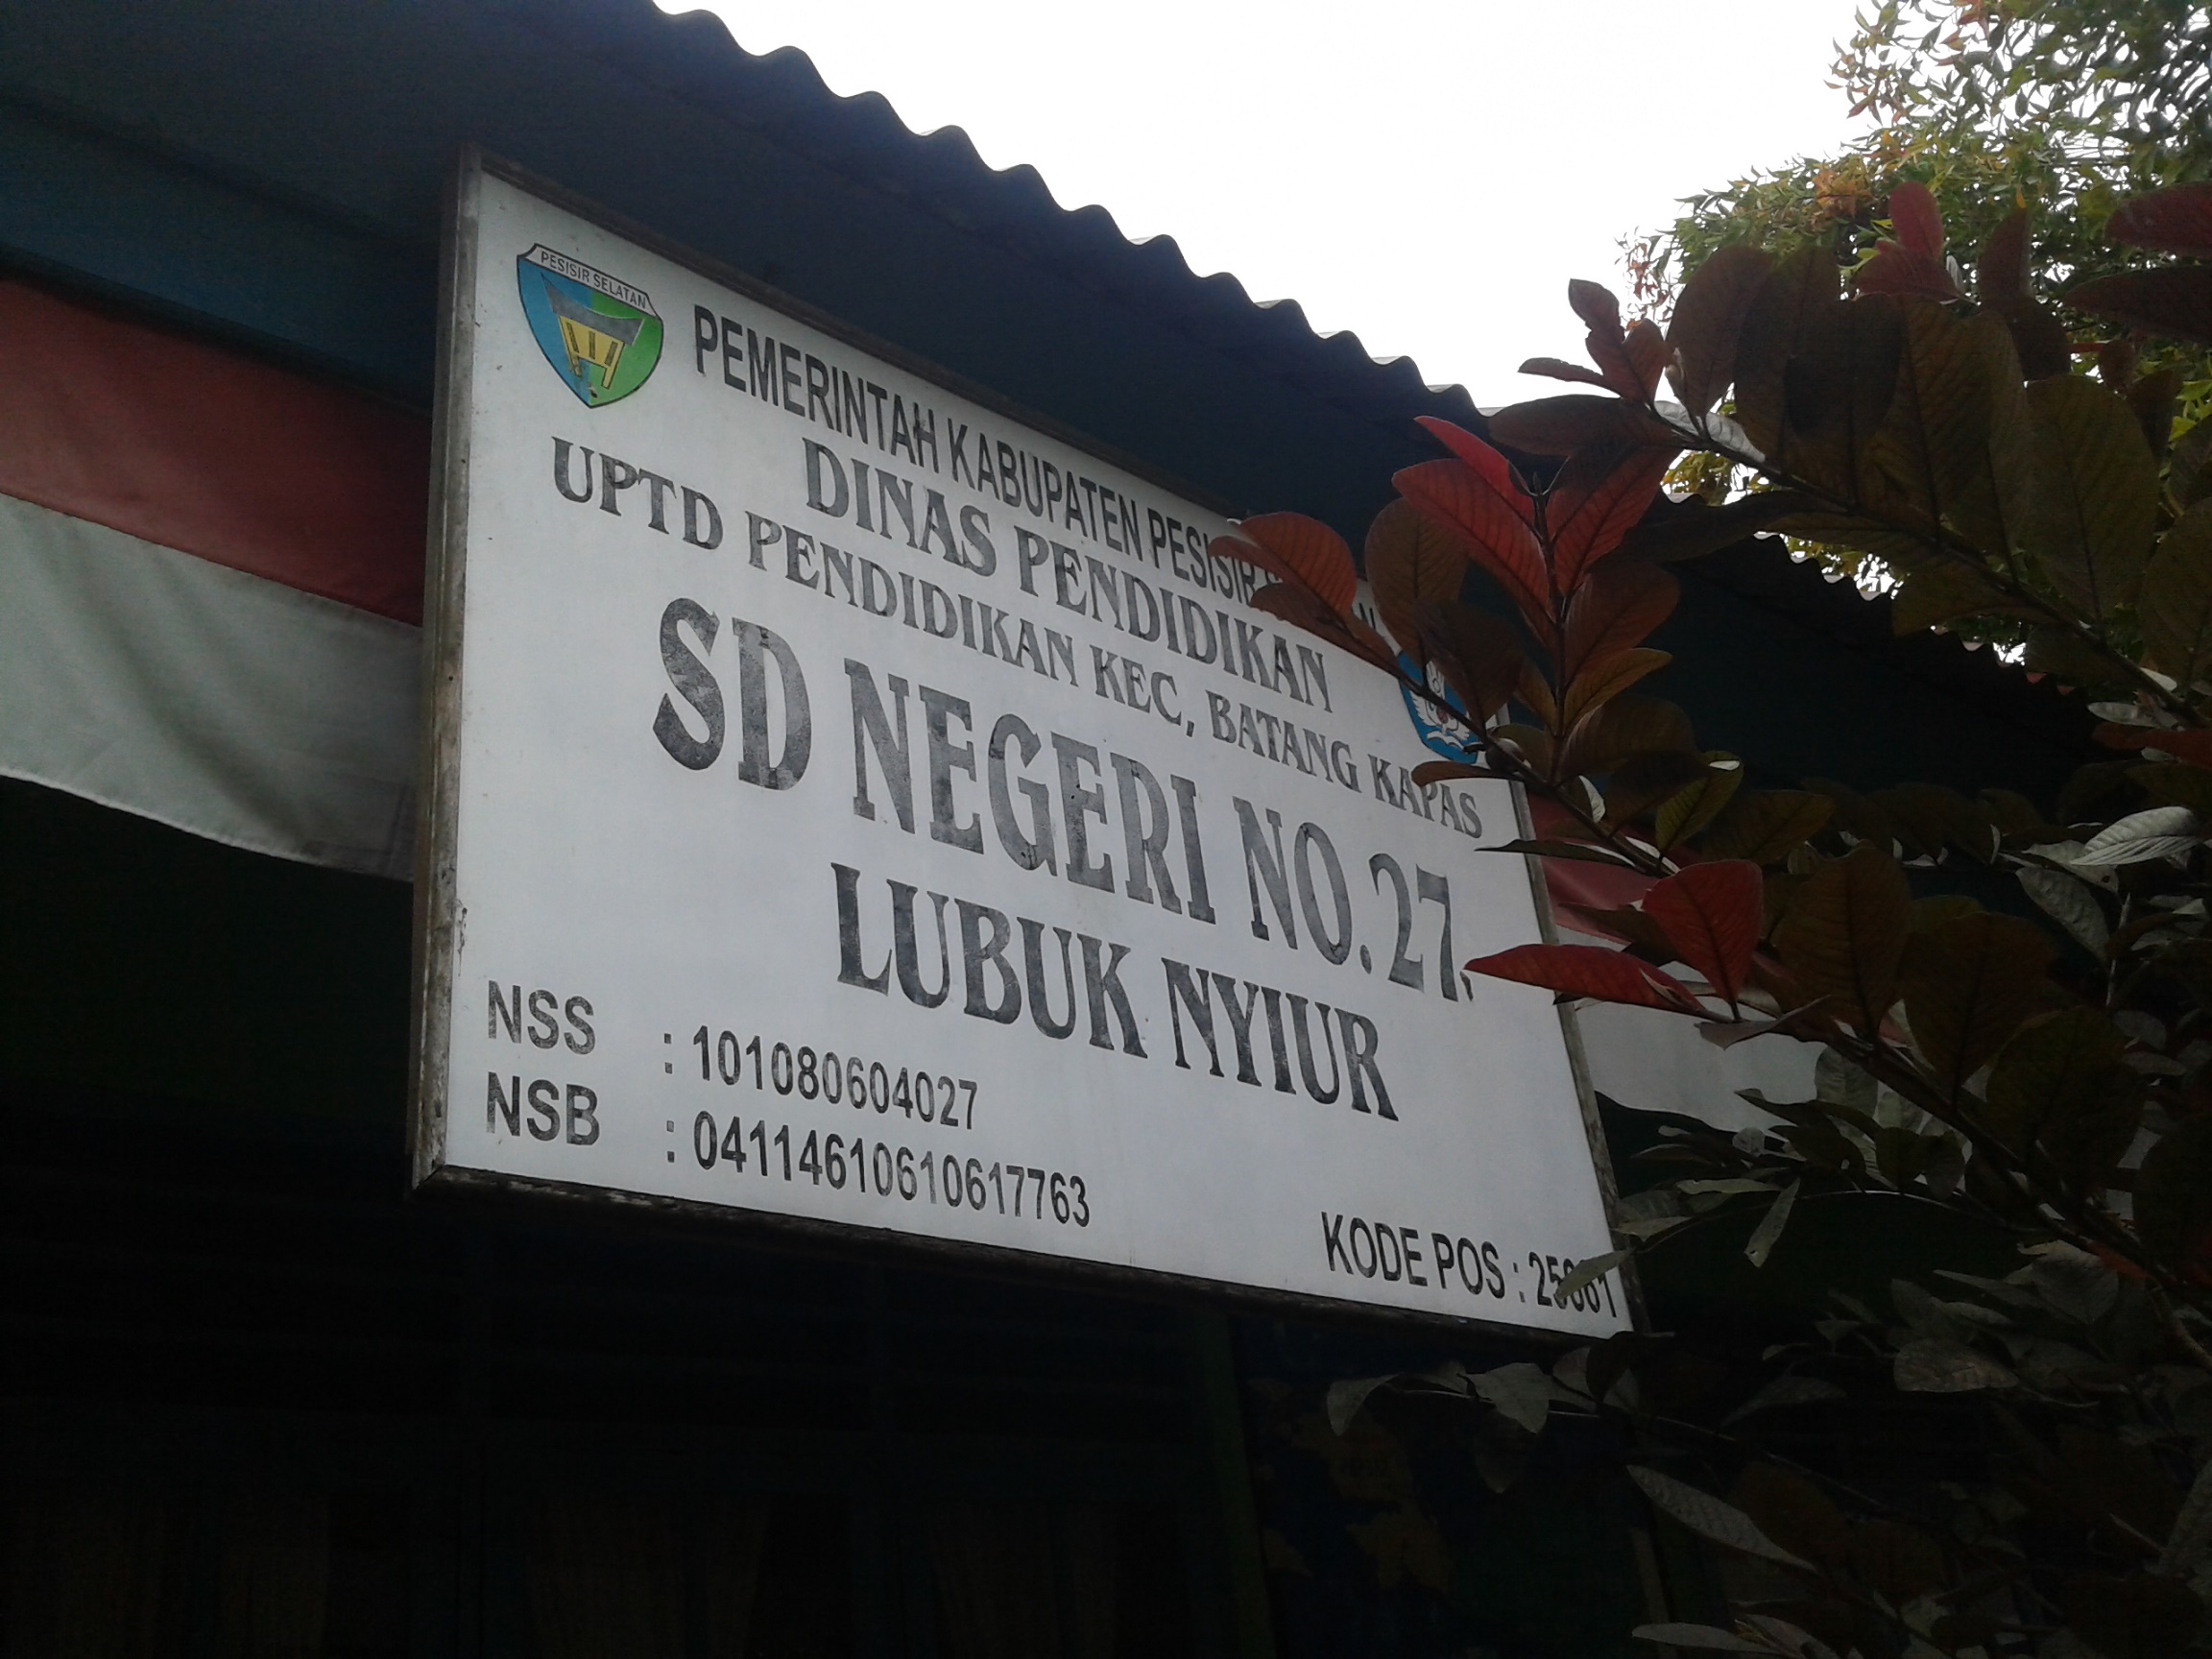 PESISIR SELATAN
PEMERINTAH KABUPATEN PESISIR
DINAS PENDIDIKAN
UPTD PENDIDIKAN KEC, BATANG KAPAS
SD NEGERI NO.27,
LUBUK NYIUR
NSS : 101080604027
NSB : 04114610610617763
KODE POS :